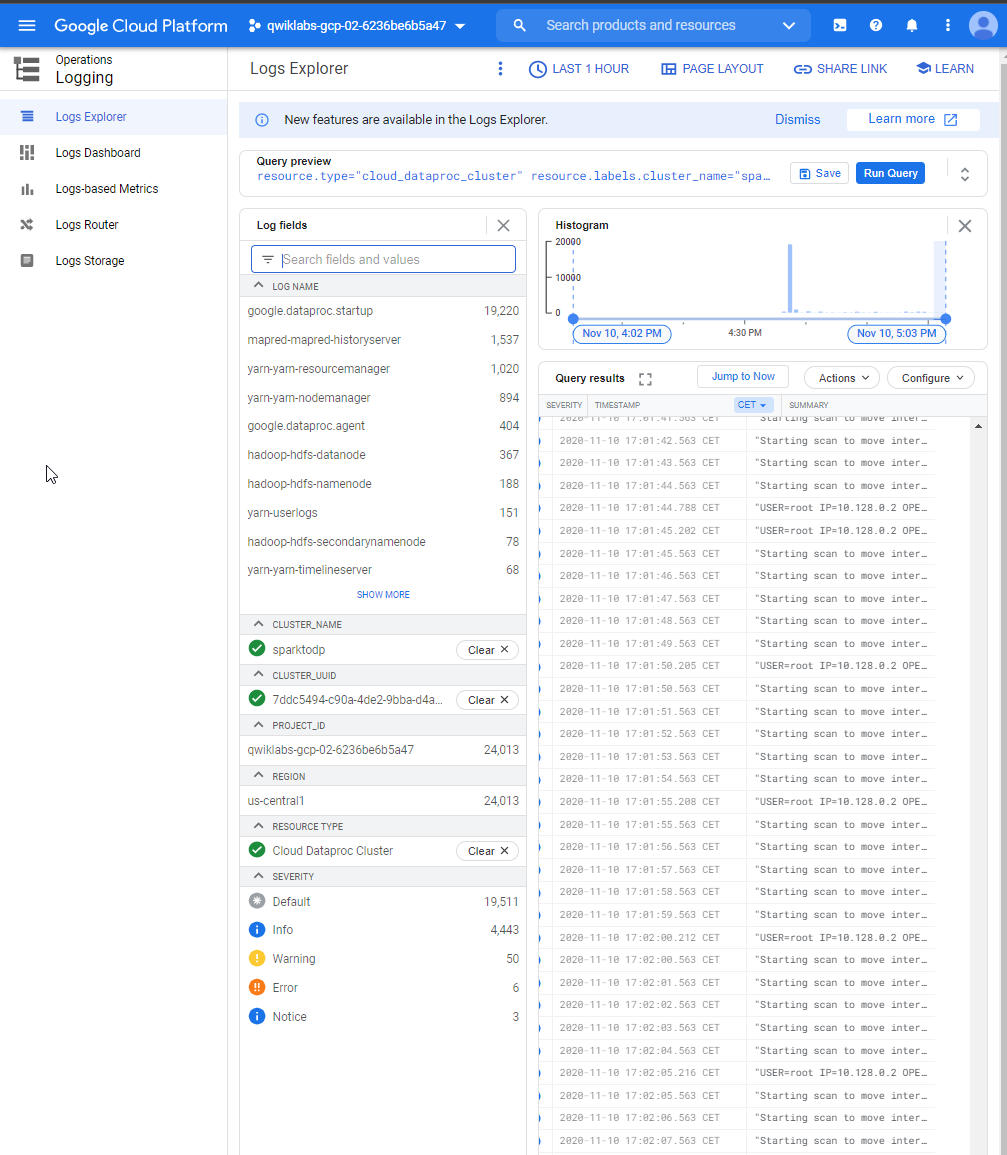 Google Cloud Platform
qwiklabs-gcp-02-6236be6b5a47
Search products and resources
Operations
Logging
Logs Explorer
LAST 1 HOUR
PAGE LAYOUT
SHARE LINK
LEARN
Logs Explorer
Logs Dashboard
Logs-based Metrics
Logs Router
Logs Storage
New features are available in the Logs Explorer.
Dismiss
Learn more
Query preview
resource.type="cloud_dataproc_cluster" resource.labels.cluster_name="spa…
Save
Run Query
Log fields
Search fields and values
LOG NAME
google.dataproc.startup 19,220
mapred-mapred-historyserver 1,537
yarn-yarn-resourcemanager 1,020
yarn-yarn-nodemanager 894
google.dataproc.agent 404
hadoop-hdfs-datanode 367
hadoop-hdfs-namenode 188
yarn-userlogs 151
hadoop-hdfs-secondarynamenode 78
yarn-yarn-timelineserver 68
SHOW MORE
CLUSTER_NAME
sparktodp Clear
CLUSTER_UUID
7ddc5494-c90a-4de2-9bba-d4a… Clear
PROJECT_ID
qwiklabs-gcp-02-6236be6b5a47 24,013
REGION
us-central1 24,013
RESOURCE TYPE
Cloud Dataproc Cluster Clear
SEVERITY
Default 19,511
Info 4,443
Warning 50
Error 6
Notice 3
Histogram
20000
10000
0
Nov 10, 4:02 PM
4:30 PM
Nov 10, 5:03 PM
Query results
Jump to Now
Actions
Configure
SEVERITY TIMESTAMP CET SUMMARY
2020-11-10 17:01:41.563 CET "Starting scan to move inter…
2020-11-10 17:01:42.563 CET "Starting scan to move inter…
2020-11-10 17:01:43.563 CET "Starting scan to move inter…
2020-11-10 17:01:44.563 CET "Starting scan to move inter…
2020-11-10 17:01:44.788 CET "USER=root IP=10.128.0.2 OPE…
2020-11-10 17:01:45.202 CET "USER=root IP=10.128.0.2 OPE…
2020-11-10 17:01:45.563 CET "Starting scan to move inter…
2020-11-10 17:01:46.563 CET "Starting scan to move inter…
2020-11-10 17:01:47.563 CET "Starting scan to move inter…
2020-11-10 17:01:48.563 CET "Starting scan to move inter…
2020-11-10 17:01:49.563 CET "Starting scan to move inter…
2020-11-10 17:01:50.205 CET "USER=root IP=10.128.0.2 OPE…
2020-11-10 17:01:50.563 CET "Starting scan to move inter…
2020-11-10 17:01:51.563 CET "Starting scan to move inter…
2020-11-10 17:01:52.563 CET "Starting scan to move inter…
2020-11-10 17:01:53.563 CET "Starting scan to move inter…
2020-11-10 17:01:54.563 CET "Starting scan to move inter…
2020-11-10 17:01:55.208 CET "USER=root IP=10.128.0.2 OPE…
2020-11-10 17:01:55.563 CET "Starting scan to move inter…
2020-11-10 17:01:56.563 CET "Starting scan to move inter…
2020-11-10 17:01:57.563 CET "Starting scan to move inter…
2020-11-10 17:01:58.563 CET "Starting scan to move inter…
2020-11-10 17:01:59.563 CET "Starting scan to move inter…
2020-11-10 17:02:00.212 CET "USER=root IP=10.128.0.2 OPE…
2020-11-10 17:02:00.563 CET "Starting scan to move inter…
2020-11-10 17:02:01.563 CET "Starting scan to move inter…
2020-11-10 17:02:02.563 CET "Starting scan to move inter…
2020-11-10 17:02:03.563 CET "Starting scan to move inter…
2020-11-10 17:02:04.563 CET "Starting scan to move inter…
2020-11-10 17:02:05.216 CET "USER=root IP=10.128.0.2 OPE…
2020-11-10 17:02:05.563 CET "Starting scan to move inter…
2020-11-10 17:02:06.563 CET "Starting scan to move inter…
2020-11-10 17:02:07.563 CET "Starting scan to move inter…